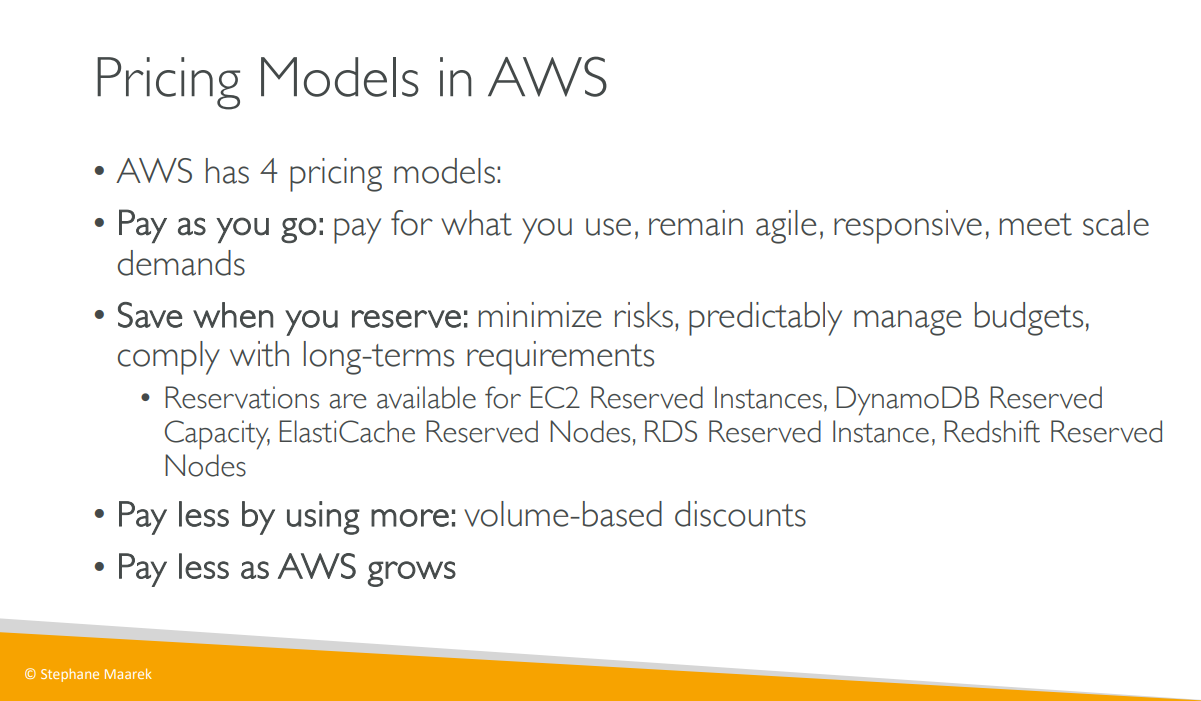 Pricing Models in AWS
• AWS has 4 pricing models:
• Pay as you go: pay for what you use, remain agile, responsive, meet scale
demands
• Save when you reserve: minimize risks, predictably manage budgets,
comply with long-terms requirements
• Reservations are available for EC2 Reserved Instances, DynamoDB Reserved
Capacity, ElastiCache Reserved Nodes, RDS Reserved Instance, Redshift Reserved
Nodes
• Pay less by using more: volume-based discounts
• Pay less as AWS grows
© Stephane Maarek